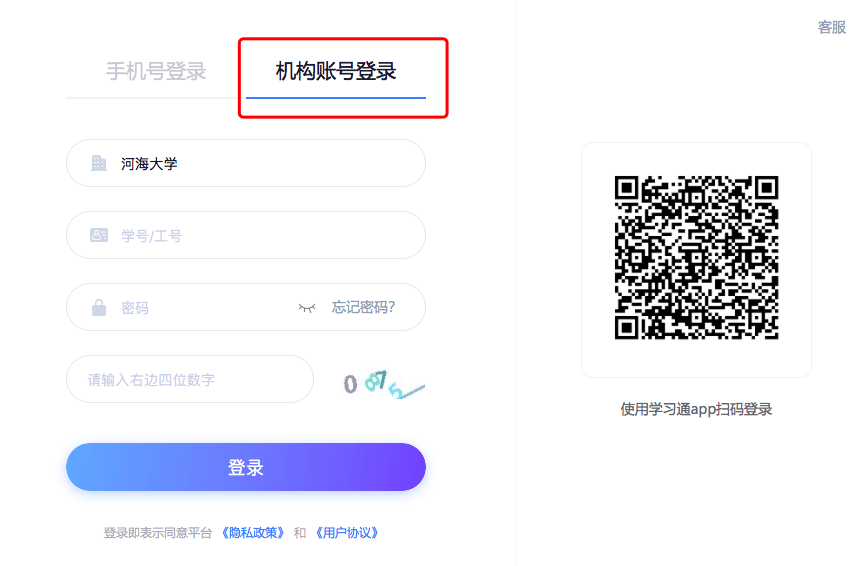 客服
手机号登录 机构账号登录
河海大学
学号/工号
密码 忘记密码?
请输入右边四位数字 0875
登录
登录即表示同意平台 《隐私政策》 和 《用户协议》
使用学习通app扫码登录